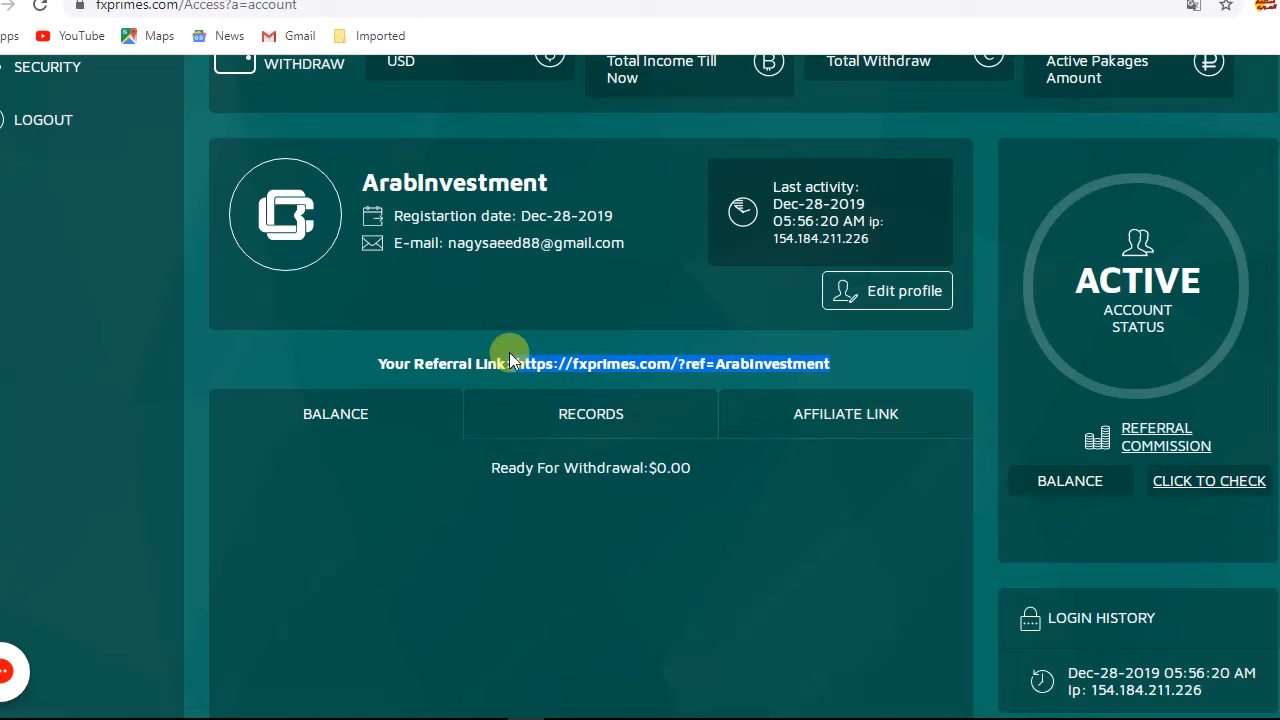 fxprimes.com/Access?a=account
pps YouTube Maps News Gmail Imported
SECURITY
LOGOUT
WITHDRAW
USD
Total Income Till
Now
Total Withdraw
Active Pakages
Amount
ArabInvestment
Registartion date: Dec-28-2019
E-mail: nagysaeed88@gmail.com
Last activity:
Dec-28-2019
05:56:20 AM ip:
154.184.211.226
Edit profile
ACTIVE
ACCOUNT
STATUS
Your Referral Link: https://fxprimes.com/?ref=ArabInvestment
BALANCE RECORDS AFFILIATE LINK
Ready For Withdrawal:$0.00
REFERRAL
COMMISSION
BALANCE CLICK TO CHECK
LOGIN HISTORY
Dec-28-2019 05:56:20 AM
Ip: 154.184.211.226